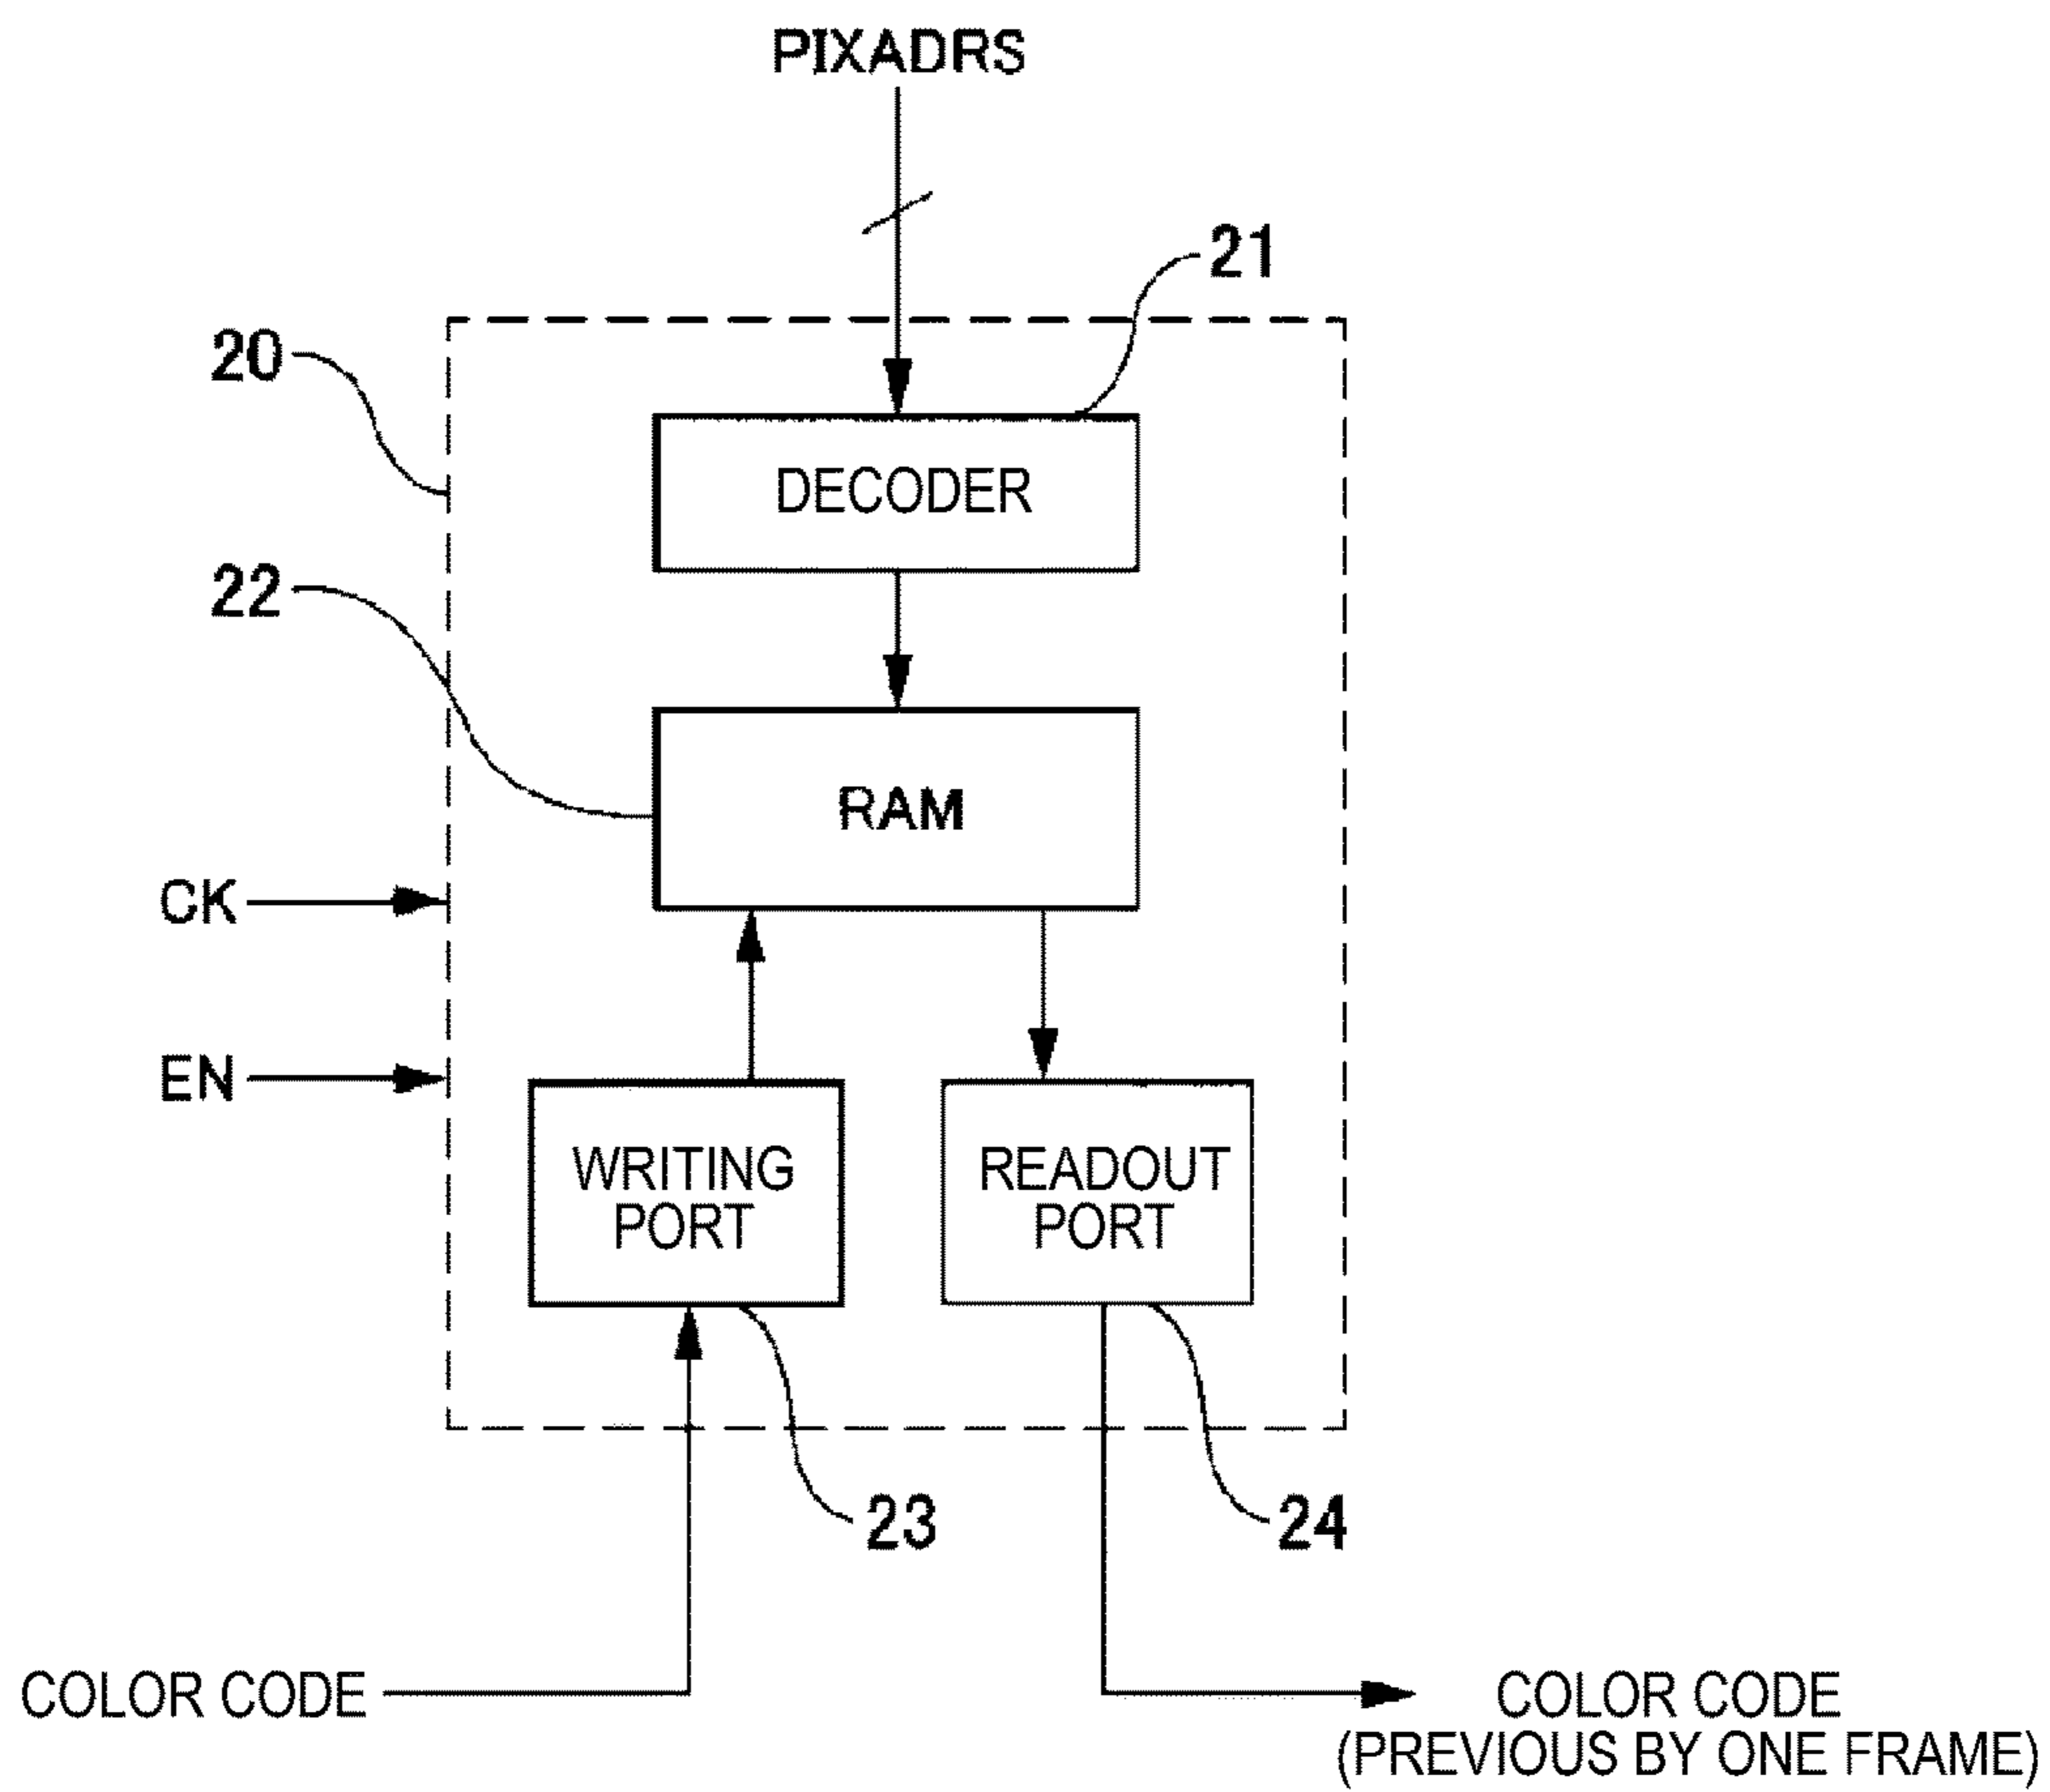 PIXADRS
21
20
DECODER
22
RAM
CK
EN
WRITING
PORT
READOUT
PORT
23
24
COLOR CODE
COLOR CODE
(PREVIOUS BY ONE FRAME)